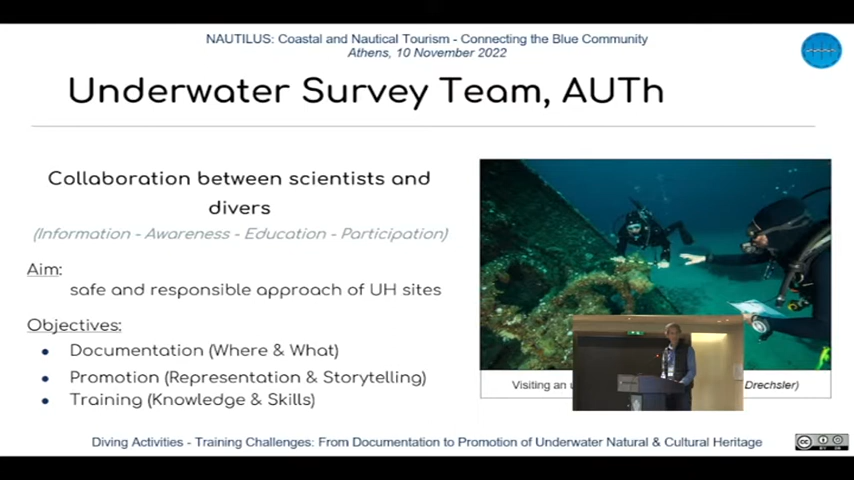 NAUTILUS: Coastal and Nautical Tourism - Connecting the Blue Community
Athens, 10 November 2022
Underwater Survey Team, AUTh
Collaboration between scientists and
divers
(Information - Awareness - Education - Participation)
Aim:
safe and responsible approach of UH sites
Objectives:
● Documentation (Where & What)
● Promotion (Representation & Storytelling)
● Training (Knowledge & Skills)
Visiting an Drechsler)
Diving Activities - Training Challenges: From Documentation to Promotion of Underwater Natural & Cultural Heritage